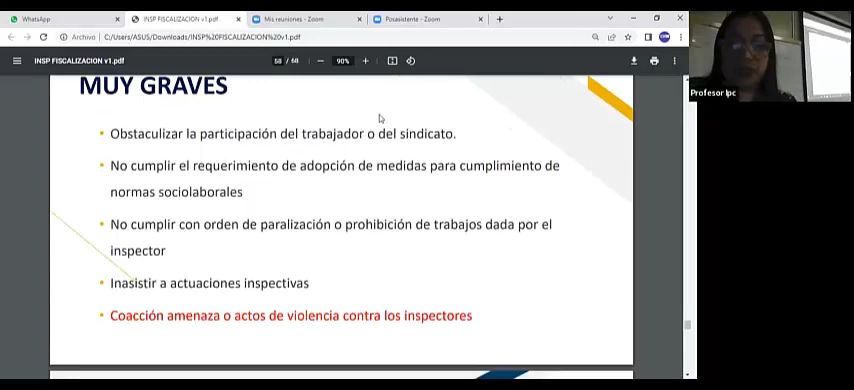 WhatsApp
INSP FISCALIZACION v1.pdf
Mis reuniones - Zoom
Posasistente - Zoom
Archivo | C:/Users/ASUS/Downloads/INSP%20FISCALIZACION%20v1.pdf
INSP FISCALIZACION v1.pdf
58 / 68
90%
Profesor Ipc
MUY GRAVES
• Obstaculizar la participación del trabajador o del sindicato.
• No cumplir el requerimiento de adopción de medidas para cumplimiento de
normas sociolaborales
• No cumplir con orden de paralización o prohibición de trabajos dada por el
inspector
• Inasistir a actuaciones inspectivas
• Coacción amenaza o actos de violencia contra los inspectores